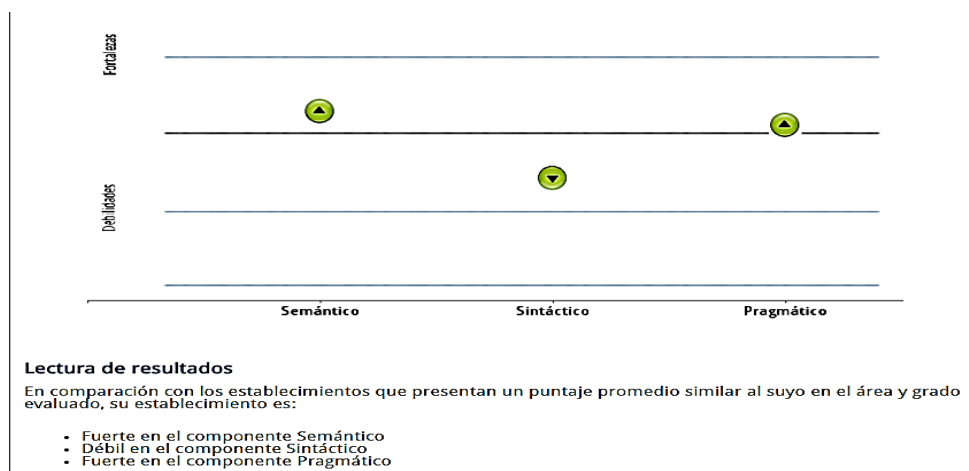 Fortalezas
Debilidades
Semántico Sintáctico Pragmático
Lectura de resultados
En comparación con los establecimientos que presentan un puntaje promedio similar al suyo en el área y grado
evaluado, su establecimiento es:
• Fuerte en el componente Semántico
• Débil en el componente Sintáctico
• Fuerte en el componente Pragmático